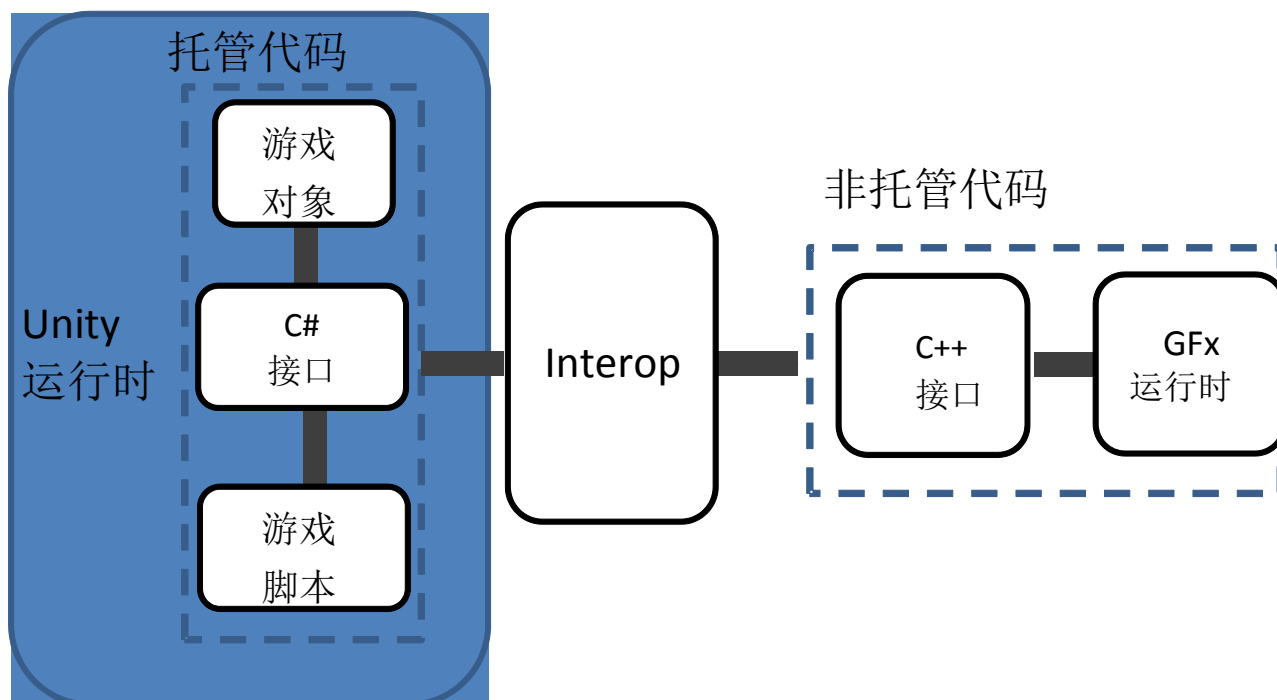 托管代码
游戏
对象
Unity
运行时
C#
接口
游戏
脚本
Interop
非托管代码
C++
接口
GFx
运行时